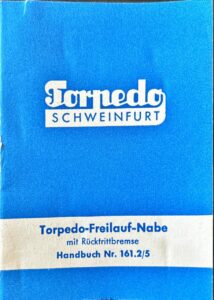 Torpedo
SCHWEINFURT
Torpedo-Freilauf-Nabe
mit Rücktrittbremse
Handbuch Nr. 161.2/5